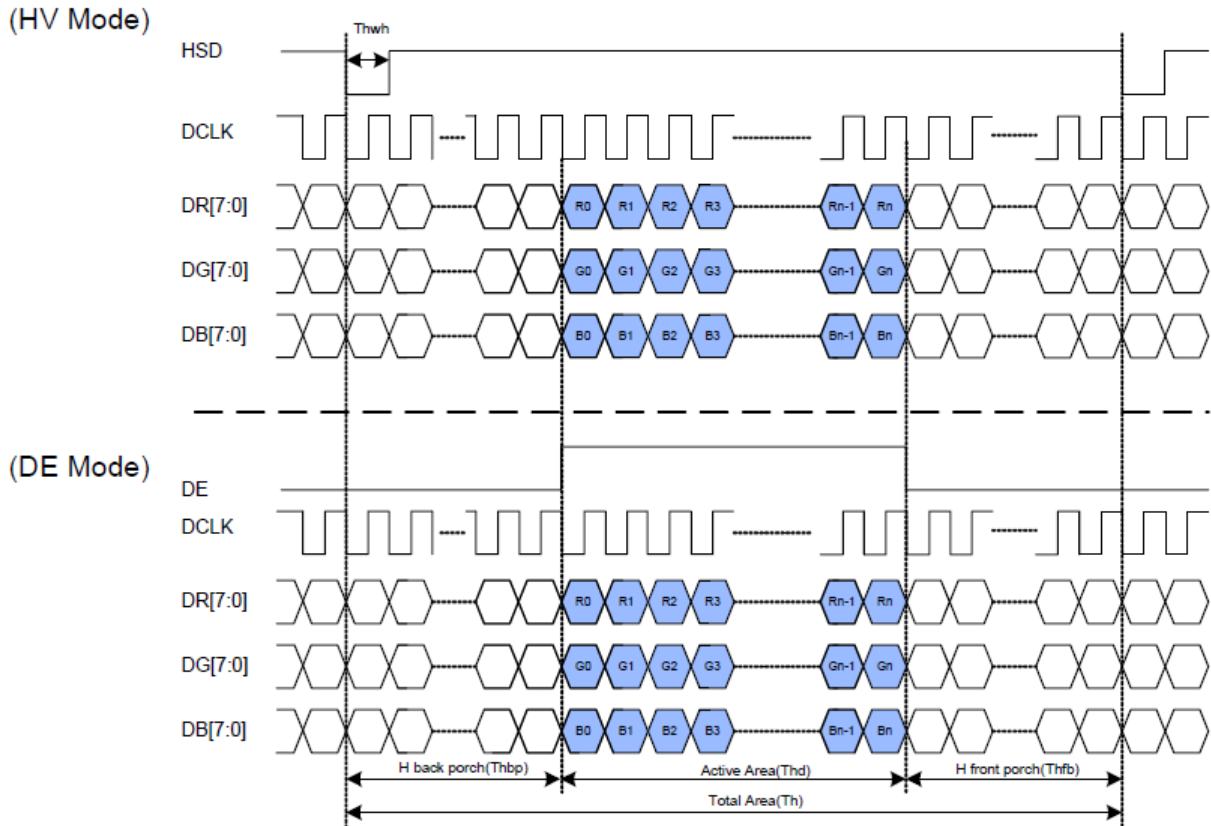 (HV Mode)
Thwh
HSD
DCLK
DR[7:0] R0 R1 R2 R3 Rn-1 Rn
DG[7:0] G0 G1 G2 G3 Gn-1 Gn
DB[7:0] B0 B1 B2 B3 Bn-1 Bn
(DE Mode)
DE
DCLK
DR[7:0] R0 R1 R2 R3 Rn-1 Rn
DG[7:0] G0 G1 G2 G3 Gn-1 Gn
DB[7:0] B0 B1 B2 B3 Bn-1 Bn
H back porch(Thbp) Active Area(Thd) H front porch(Thfb)
Total Area(Th)